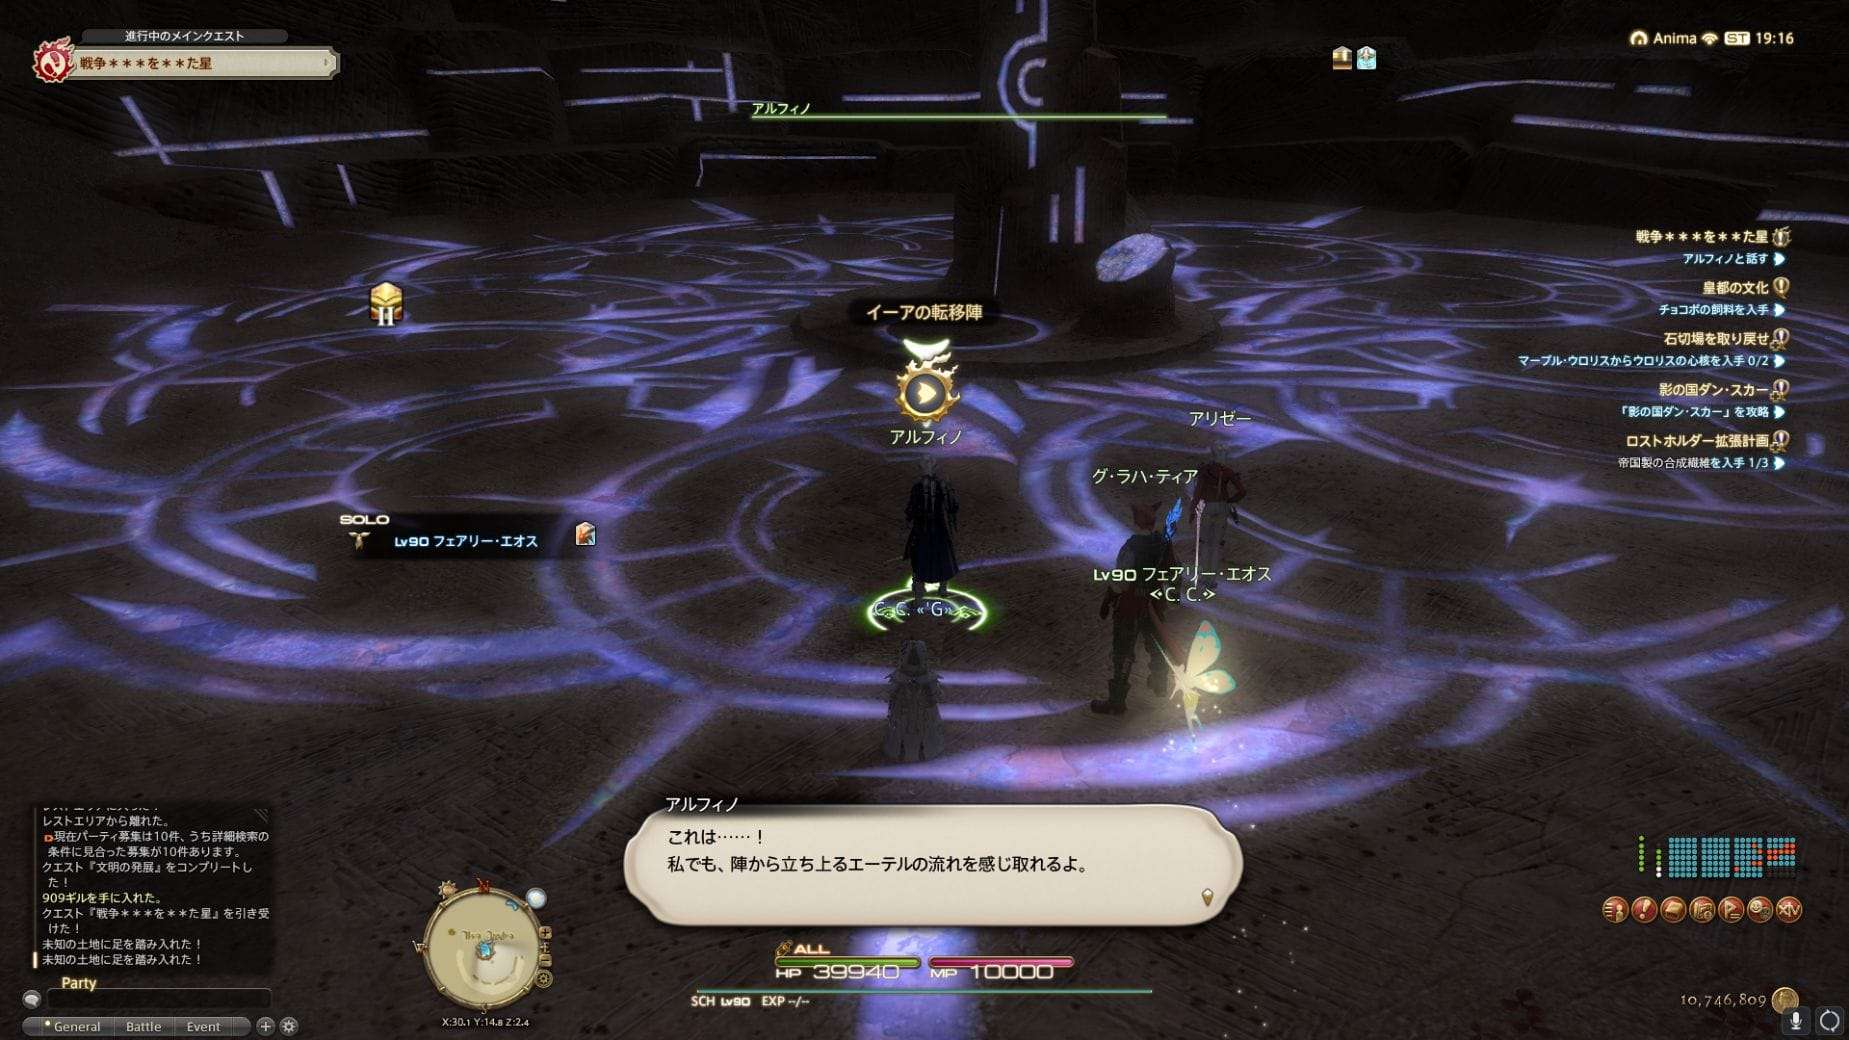 進行中のメインクエスト
戦争＊＊＊を＊＊た星
Anima ST 19:16
アルフィノ
戦争＊＊＊を＊＊た星
アルフィノと話す
皇都の文化
チョコボの飼料を入手
石切場を取り戻せ
マーブル・ウロリスからウロリスの心核を入手 0/2
影の国ダン・スカー
「影の国ダン・スカー」を攻略
ロストホルダー拡張計画
帝国製の合成繊維を入手 1/3
イーアの転移陣
アルフィノ
アリゼー
グ・ラハ・ティア
SOLO
Lv90 フェアリー・エオス
Lv90 フェアリー・エオス
<C. C.>
C. C. «'G»
アルフィノ
これは……！
私でも、陣から立ち上るエーテルの流れを感じ取れるよ。
レストエリアから離れた。
現在パーティ募集は10件、うち詳細検索の
条件に見合った募集が10件あります。
クエスト『文明の発展』をコンプリートし
た！
909ギルを手に入れた。
クエスト『戦争＊＊＊を＊＊た星』を引き受
けた！
未知の土地に足を踏み入れた！
未知の土地に足を踏み入れた！
Party
General Battle Event
N
W
X:30.1 Y:14.8 Z:2.4
ALL
HP 39940 MP 10000
SCH Lv90 EXP --/--
XIV
10,746,809